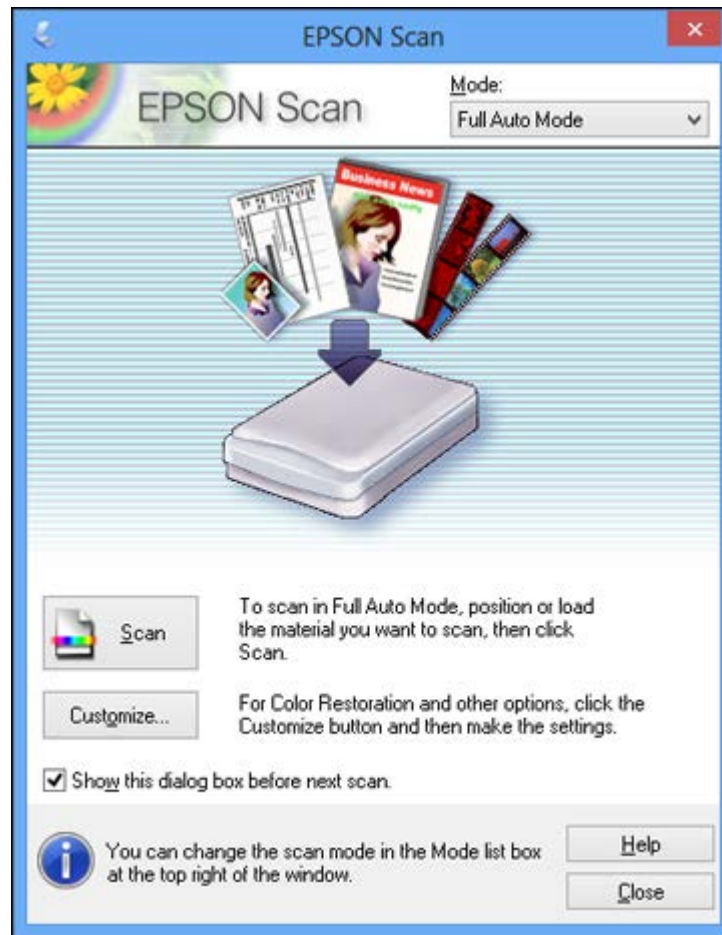 EPSON Scan
EPSON Scan
Mode:
Full Auto Mode
Business News
Scan
To scan in Full Auto Mode, position or load
the material you want to scan, then click
Scan.
Customize...
For Color Restoration and other options, click the
Customize button and then make the settings.
Show this dialog box before next scan.
You can change the scan mode in the Mode list box
at the top right of the window.
Help
Close